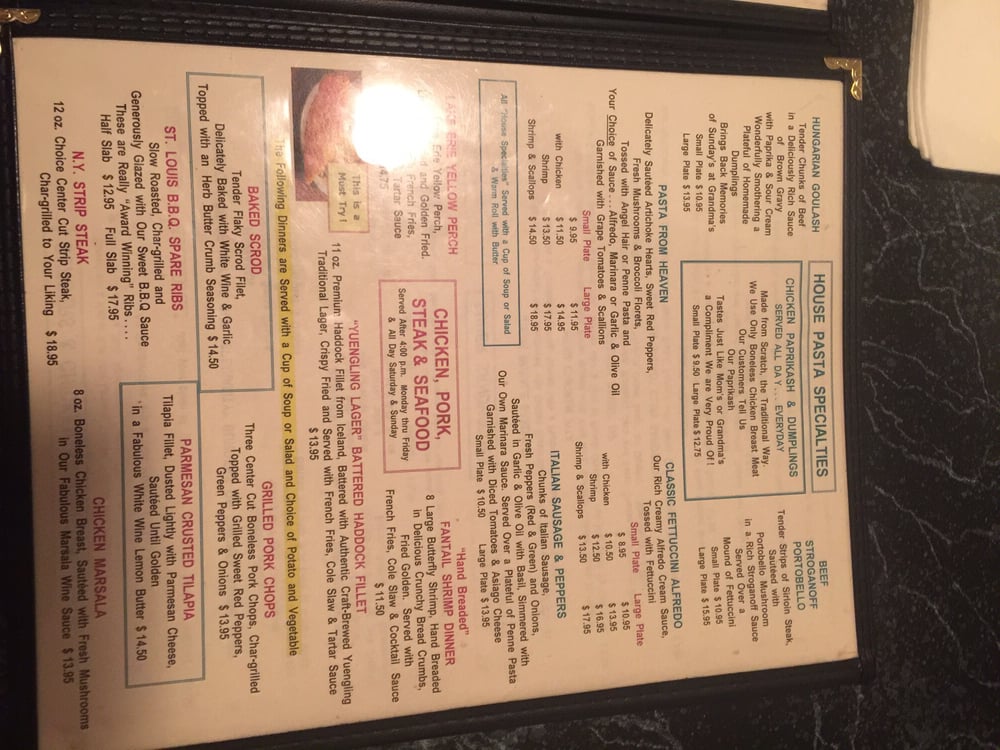 HOUSE PASTA SPECIALTIES
HUNGARIAN GOULASH
Tender Chunks of Beef
in a Deliciously Rich Sauce
of Brown Gravy
with Paprika & Sour Cream
Wonderfully Smothering a
Plateful of Homemade
Dumplings
Brings Back Memories
of Sunday's at Grandma's
Small Plate $10.95
Large Plate $13.95
CHICKEN PAPRIKASH & DUMPLINGS
SERVED ALL DAY . . . EVERYDAY
Made from Scratch, the Traditional Way.
We Use Only Boneless Chicken Breast Meat
Our Customers Tell Us
Our Paprikash
Tastes Just Like Mom's or Grandma's
a Compliment We are Very Proud Of!
Small Plate $9.50 Large Plate $12.75
BEEF
STROGANOFF
PORTOBELLO
Tender Strips of Sirloin Steak,
Sautéed with
Portobello Mushroom
in a Rich Stroganoff Sauce
Served Over a
Mound of Fettuccini
Small Plate $10.95
Large Plate $15.95
PASTA FROM HEAVEN
Delicately Sautéed Artichoke Hearts, Sweet Red Peppers,
Fresh Mushrooms & Broccoli Florets,
Tossed with Angel Hair or Penne Pasta and
Your Choice of Sauce . . . Alfredo, Marinara or Garlic & Olive Oil
Garnished with Grape Tomatoes & Scallions
Small Plate Large Plate
$ 9.95 $11.95
with Chicken $11.50 $14.95
Shrimp $13.50 $17.95
Shrimp & Scallops $14.50 $18.95
CLASSIC FETTUCCINI ALFREDO
Our Rich Creamy Alfredo Cream Sauce,
Tossed with Fettuccini
Small Plate Large Plate
$ 8.95 $10.95
with Chicken $10.50 $13.95
Shrimp $12.50 $16.95
Shrimp & Scallops $13.50 $17.95
All "House Specialties" Served with a Cup of Soup or Salad
& Warm Roll with Butter
ITALIAN SAUSAGE & PEPPERS
Chunks of Italian Sausage,
Fresh Peppers (Red & Green) and Onions,
Sauteed in Garlic & Olive Oil with Basil, Simmered with
Our Own Marinara Sauce. Served Over a Plateful of Penne Pasta
Garnished with Diced Tomatoes & Asiago Cheese
Small Plate $10.50 Large Plate $13.95
ERIE YELLOW PERCH
Erie Yellow Perch,
and Golden Fried.
French Fries,
Tartar Sauce
CHICKEN, PORK,
STEAK & SEAFOOD
Served After 4:00 p.m. Monday thru Friday
& All Day Saturday & Sunday
"Hand Breaded"
FANTAIL SHRIMP DINNER
8 Large Butterfly Shrimp, Hand Breaded
in Delicious Crunchy Bread Crumbs,
Fried Golden. Served with
French Fries, Cole Slaw & Cocktail Sauce
$11.50
This is a
Must Try!
"YUENGLING LAGER" BATTERED HADDOCK FILLET
11 oz. Premium Haddock Fillet from Iceland, Battered with Authentic Craft-Brewed Yuengling
Traditional Lager, Crispy Fried and Served with French Fries, Cole Slaw & Tartar Sauce
$13.95
The Following Dinners are Served with a Cup of Soup or Salad and Choice of Potato and Vegetable
BAKED SCROD
Tender Flaky Scrod Filet,
Delicately Baked with White Wine & Garlic
Topped with an Herb Butter Crumb Seasoning $14.50
GRILLED PORK CHOPS
Three Center Cut Boneless Pork Chops, Char-grilled
Topped with Grilled Sweet Red Peppers,
Green Peppers & Onions $13.95
ST. LOUIS B.B.Q. SPARE RIBS
Slow Roasted, Char-grilled and
Generously Glazed with Our Sweet B.B.Q Sauce
These are Really "Award Winning" Ribs . . . .
Half Slab $12.95 Full Slab $17.95
PARMESAN CRUSTED TILAPIA
Tilapia Fillet, Dusted Lightly with Parmesan Cheese,
Sautéed Until Golden
in a Fabulous White Wine Lemon Butter $14.50
N.Y. STRIP STEAK
12 oz. Choice Center Cut Strip Steak,
Char-grilled to Your Liking $18.95
CHICKEN MARSALA
8 oz. Boneless Chicken Breast, Sautéed with Fresh Mushrooms
in Our Fabulous Marsala Wine Sauce $13.95